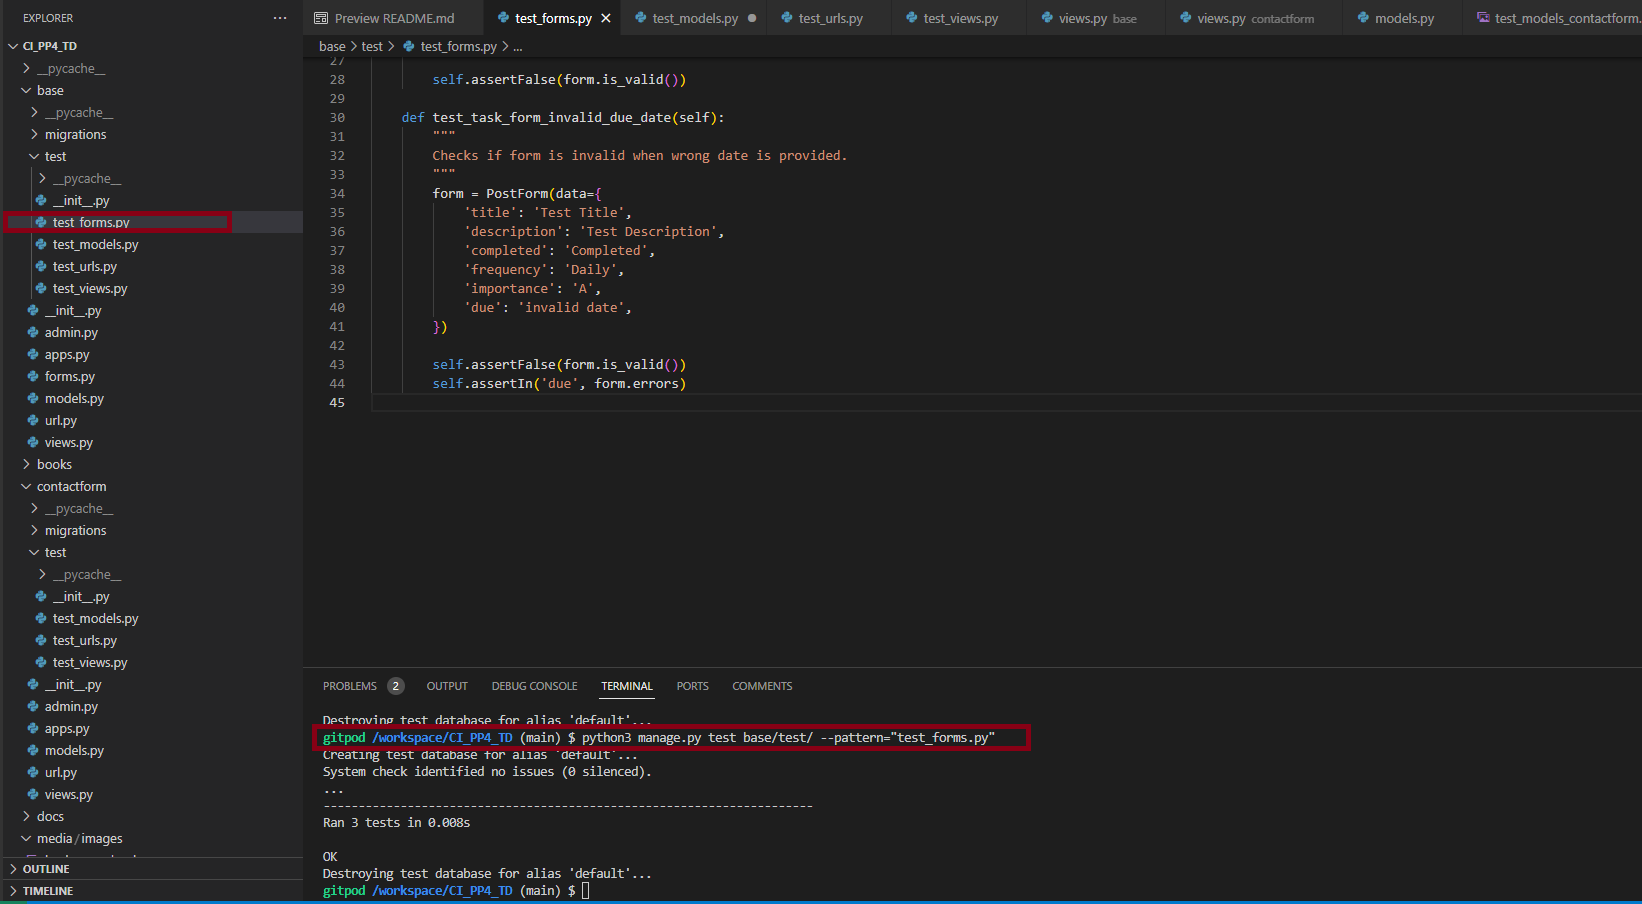 EXPLORER
CI_PP4_TD
__pycache__
base
__pycache__
migrations
test
__pycache__
__init__.py
test_forms.py
test_models.py
test_urls.py
test_views.py
__init__.py
admin.py
apps.py
forms.py
models.py
url.py
views.py
books
contactform
__pycache__
migrations
test
__pycache__
__init__.py
test_models.py
test_urls.py
test_views.py
__init__.py
admin.py
apps.py
models.py
url.py
views.py
docs
media/images
OUTLINE
TIMELINE
Preview README.md
test_forms.py
test_models.py
test_urls.py
test_views.py
views.py base
views.py contactform
models.py
test_models_contactform.
base > test > test_forms.py > ...
27
28 self.assertFalse(form.is_valid())
29
30 def test_task_form_invalid_due_date(self):
31 """
32 Checks if form is invalid when wrong date is provided.
33 """
34 form = PostForm(data={
35 'title': 'Test Title',
36 'description': 'Test Description',
37 'completed': 'Completed',
38 'frequency': 'Daily',
39 'importance': 'A',
40 'due': 'invalid date',
41 })
42
43 self.assertFalse(form.is_valid())
44 self.assertIn('due', form.errors)
45
PROBLEMS 2 OUTPUT DEBUG CONSOLE TERMINAL PORTS COMMENTS
Destroying test database for alias 'default'...
gitpod /workspace/CI_PP4_TD (main) $ python3 manage.py test base/test/ --pattern="test_forms.py"
Creating test database for alias 'default'...
System check identified no issues (0 silenced).
...
----------------------------------------------------------------------
Ran 3 tests in 0.008s
OK
Destroying test database for alias 'default'...
gitpod /workspace/CI_PP4_TD (main) $